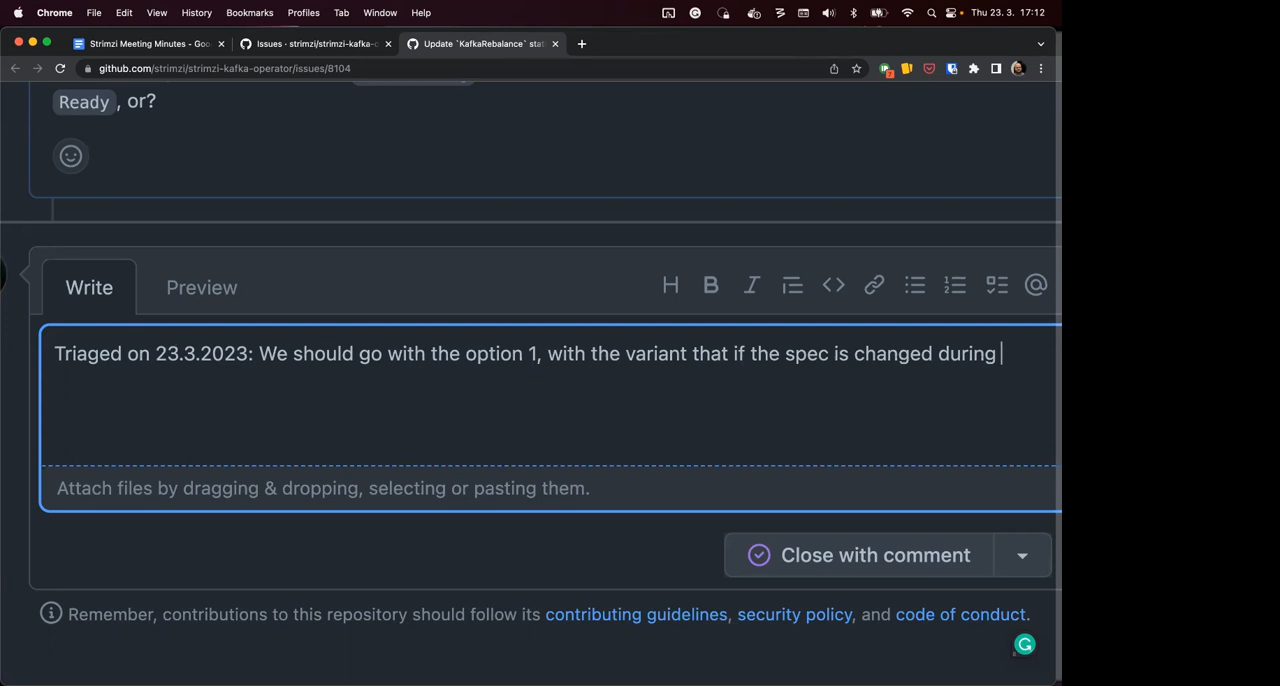 Chrome File Edit View History Bookmarks Profiles Tab Window Help Thu 23. 3. 17:12
Strimzi Meeting Minutes - Goo Issues · strimzi/strimzi-kafka-o Update `KafkaRebalance` stat
github.com/strimzi/strimzi-kafka-operator/issues/8104
7
Ready , or?
Write Preview
Triaged on 23.3.2023: We should go with the option 1, with the variant that if the spec is changed during
Attach files by dragging & dropping, selecting or pasting them.
Close with comment
Remember, contributions to this repository should follow its contributing guidelines, security policy, and code of conduct.